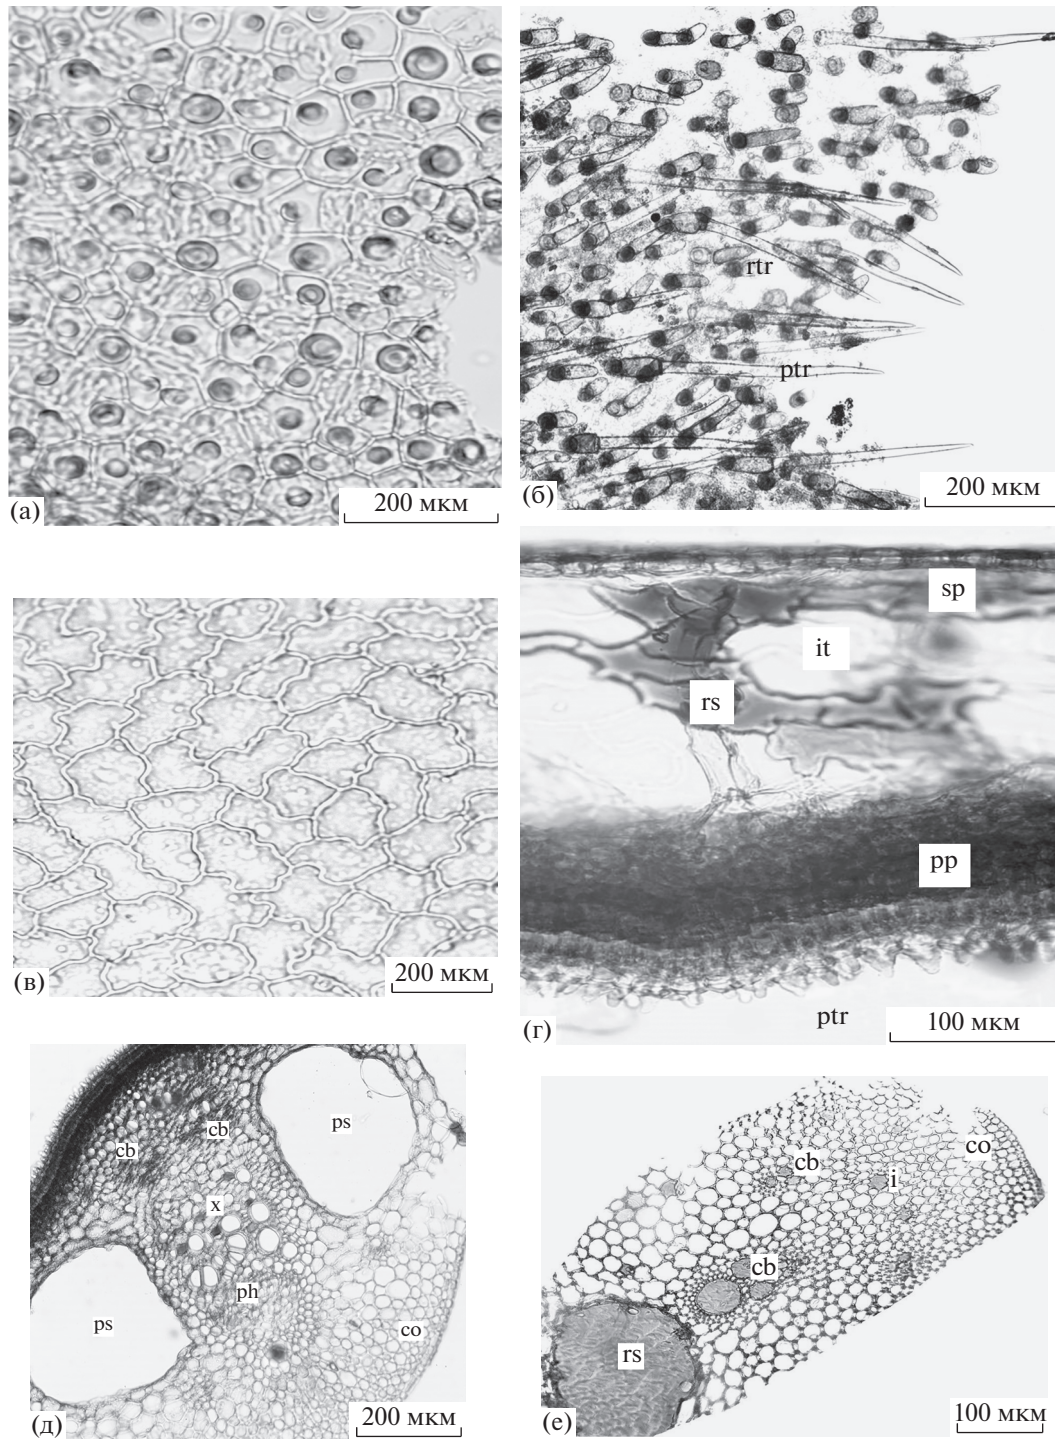 200 мкм
(а)
rtr
ptr
200 мкм
(б)
200 мкм
(в)
sp
it
rs
pp
ptr
100 мкм
(г)
ps
cb
cb
x
ph
ps
co
200 мкм
(д)
co
cb
i
cb
rs
100 мкм
(е)